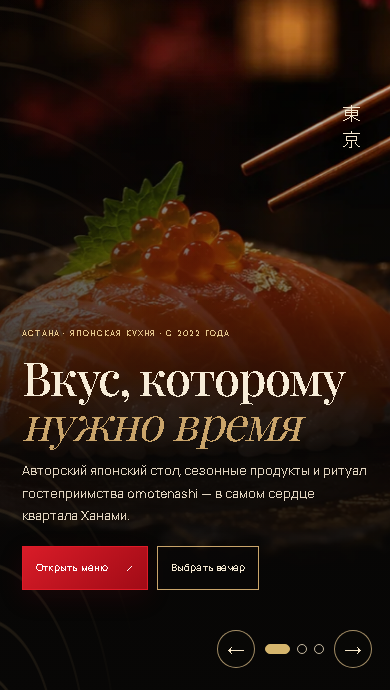 東
京
АСТАНА · ЯПОНСКАЯ КУХНЯ · С 2022 ГОДА
Вкус, которому
нужно время
Авторский японский стол, сезонные продукты и ритуал
гостеприимства omotenashi — в самом сердце
квартала Ханами.
Открыть меню
Выбрать вечер